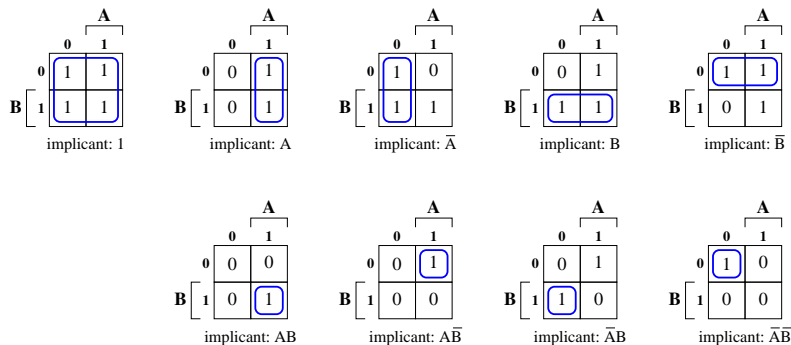 A A A A A
0 1 0 1 0 1 0 1 0 1
0 1 1 0 0 1 0 1 0 0 0 1 0 1 1
B 1 1 1 B 1 0 1 B 1 1 1 B 1 1 1 B 1 0 1
implicant: 1 implicant: A implicant: A̅ implicant: B implicant: B̅
A A A A
0 1 0 1 0 1 0 1
0 0 0 0 0 1 0 0 1 0 1 0
B 1 0 1 B 1 0 0 B 1 1 0 B 1 0 0
implicant: AB implicant: AB̅ implicant: A̅B implicant: A̅B̅